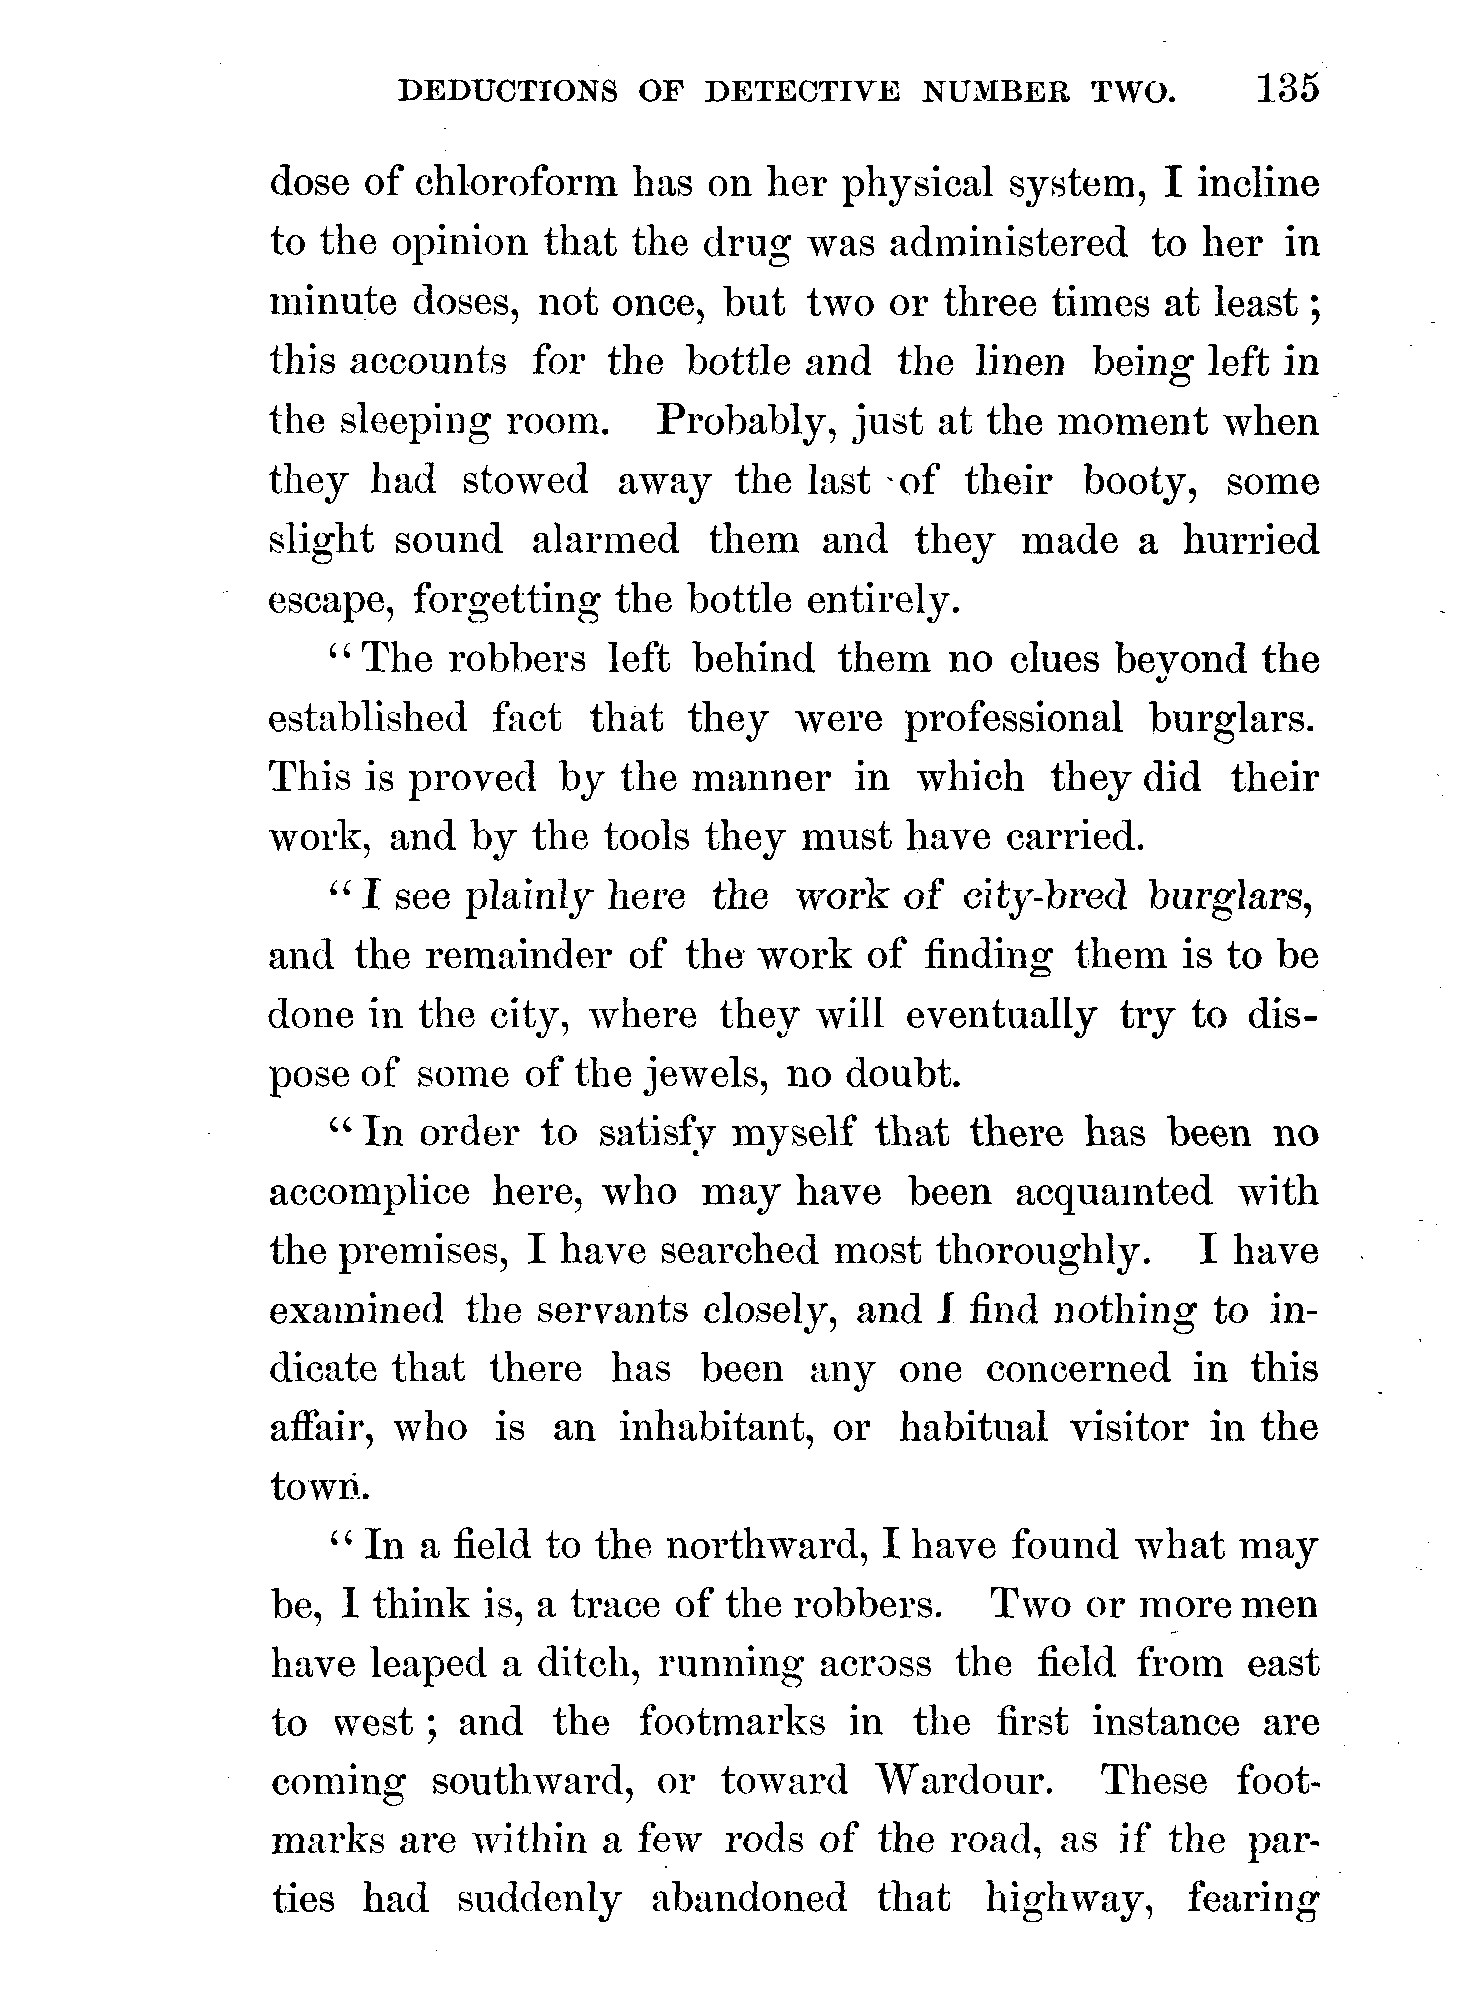 DEDUCTIONS OF DETECTIVE NUMBER TWO. 135
dose of chloroform has on her physical system, I incline
to the opinion that the drug was administered to her in
minute doses, not once, but two or three times at least ;
this accounts for the bottle and the linen being left in
the sleeping room. Probably, just at the moment when
they had stowed away the last of their booty, some
slight sound alarmed them and they made a hurried
escape, forgetting the bottle entirely.
“ The robbers left behind them no clues beyond the
established fact that they were professional burglars.
This is proved by the manner in which they did their
work, and by the tools they must have carried.
“ I see plainly here the work of city-bred burglars,
and the remainder of the work of finding them is to be
done in the city, where they will eventually try to dis-
pose of some of the jewels, no doubt.
“ In order to satisfy myself that there has been no
accomplice here, who may have been acquainted with
the premises, I have searched most thoroughly. I have
examined the servants closely, and I find nothing to in-
dicate that there has been any one concerned in this
affair, who is an inhabitant, or habitual visitor in the
town.
“ In a field to the northward, I have found what may
be, I think is, a trace of the robbers. Two or more men
have leaped a ditch, running across the field from east
to west ; and the footmarks in the first instance are
coming southward, or toward Wardour. These foot-
marks are within a few rods of the road, as if the par-
ties had suddenly abandoned that highway, fearing